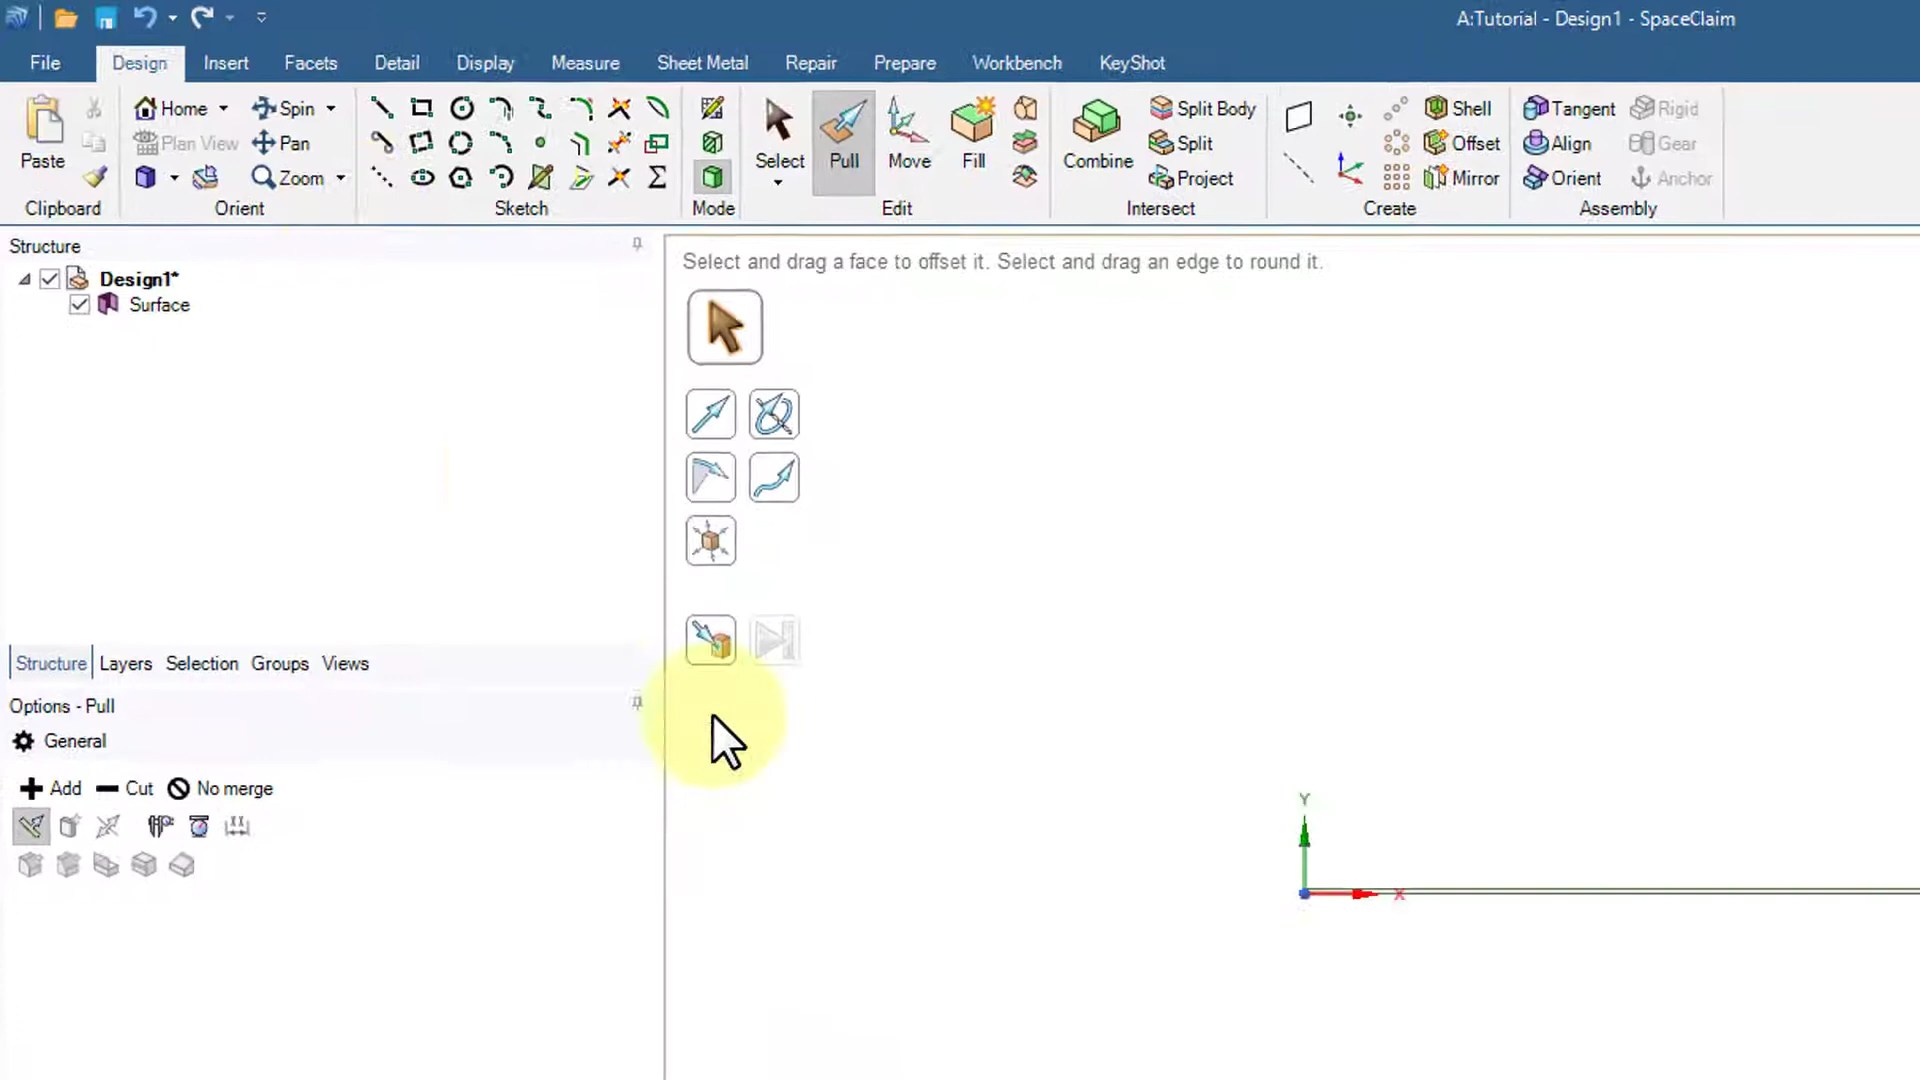 A:Tutorial - Design1 - SpaceClaim
File Design Insert Facets Detail Display Measure Sheet Metal Repair Prepare Workbench KeyShot
Home Spin Split Body Shell Tangent Rigid
Plan View Pan Split Offset Align Gear
Paste Select Pull Move Fill Combine
Zoom Project Mirror Orient Anchor
Clipboard Orient Sketch Mode Edit Intersect Create Assembly
Structure
Select and drag a face to offset it. Select and drag an edge to round it.
Design1*
Surface
Structure Layers Selection Groups Views
Options - Pull
General
Add Cut No merge
Y
X